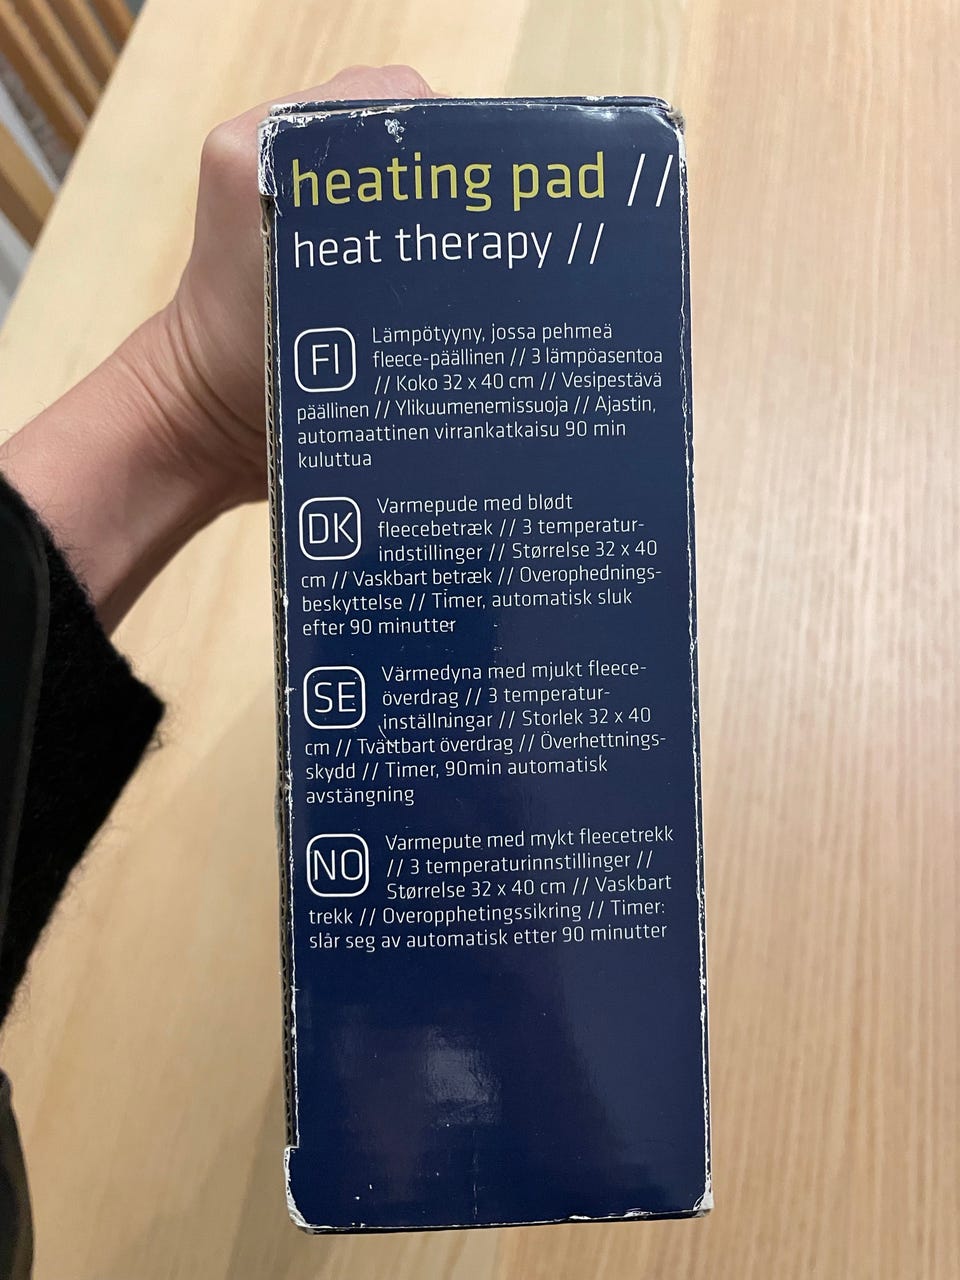 heating pad //
heat therapy //
FI
Lämpötyyny, jossa pehmeä
fleece-päällinen // 3 lämpöasentoa
// Koko 32 x 40 cm // Vesipestävä
päällinen // Ylikuumenemissuoja // Ajastin,
automaattinen virrankatkaisu 90 min
kuluttua
DK
Varmepude med blødt
fleecebetræk // 3 temperatur-
indstillinger // Størrelse 32 x 40
cm // Vaskbart betræk // Overophednings-
beskyttelse // Timer, automatisk sluk
efter 90 minutter
SE
Värmedyna med mjukt fleece-
överdrag // 3 temperatur-
inställningar // Storlek 32 x 40
cm // Tvättbart överdrag // Överhettnings-
skydd // Timer, 90min automatisk
avstängning
NO
Varmepute med mykt fleecetrekk
// 3 temperaturinnstillinger //
Størrelse 32 x 40 cm // Vaskbart
trekk // Overopphetingssikring // Timer:
slår seg av automatisk etter 90 minutter